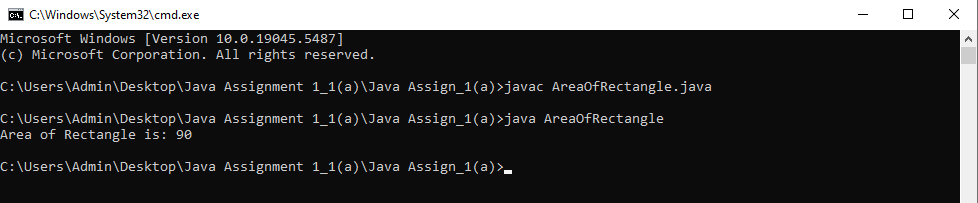 C:\Windows\System32\cmd.exe
Microsoft Windows [Version 10.0.19045.5487]
(c) Microsoft Corporation. All rights reserved.
C:\Users\Admin\Desktop\Java Assignment 1_1(a)\Java Assign_1(a)>javac AreaOfRectangle.java
C:\Users\Admin\Desktop\Java Assignment 1_1(a)\Java Assign_1(a)>java AreaOfRectangle
Area of Rectangle is: 90
C:\Users\Admin\Desktop\Java Assignment 1_1(a)\Java Assign_1(a)>